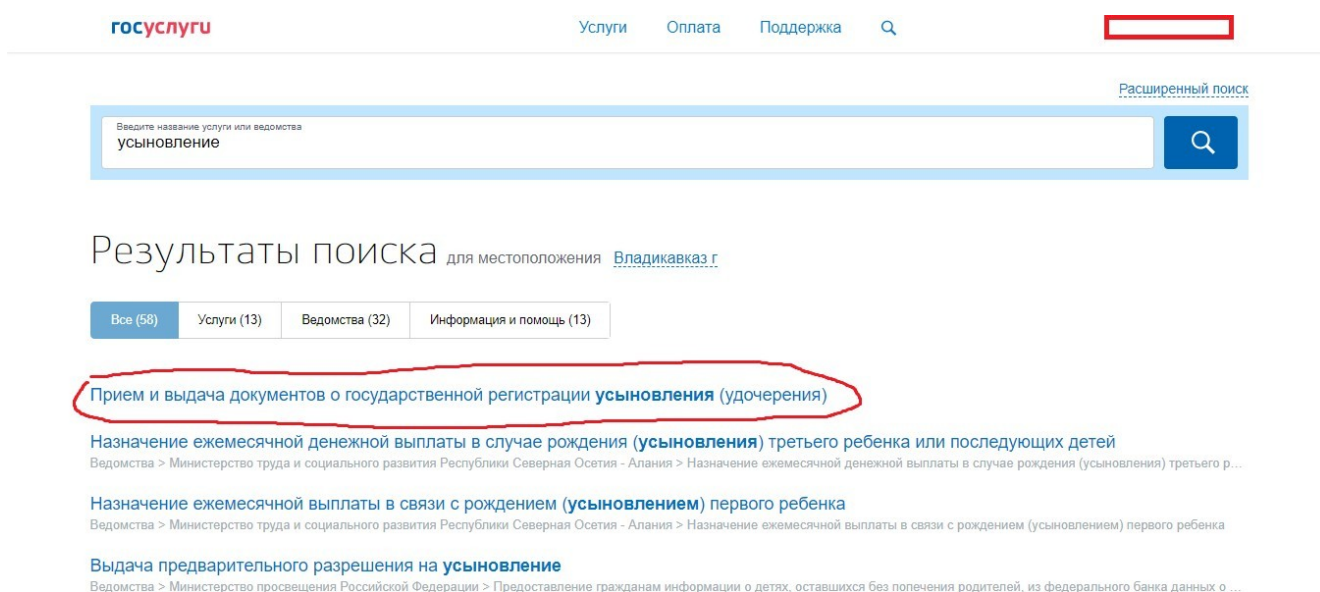 госуслуги
Услуги Оплата Поддержка
Расширенный поиск
Введите название услуги или ведомства
усыновление
Результаты поиска для местоположения Владикавказ г
Все (58) Услуги (13) Ведомства (32) Информация и помощь (13)
Прием и выдача документов о государственной регистрации усыновления (удочерения)
Назначение ежемесячной денежной выплаты в случае рождения (усыновления) третьего ребенка или последующих детей
Ведомства > Министерство труда и социального развития Республики Северная Осетия - Алания > Назначение ежемесячной денежной выплаты в случае рождения (усыновления) третьего р...
Назначение ежемесячной выплаты в связи с рождением (усыновлением) первого ребенка
Ведомства > Министерство труда и социального развития Республики Северная Осетия - Алания > Назначение ежемесячной выплаты в связи с рождением (усыновлением) первого ребенка
Выдача предварительного разрешения на усыновление
Ведомства > Министерство просвещения Российской Федерации > Предоставление гражданам информации о детях, оставшихся без попечения родителей, из федерального банка данных о ...